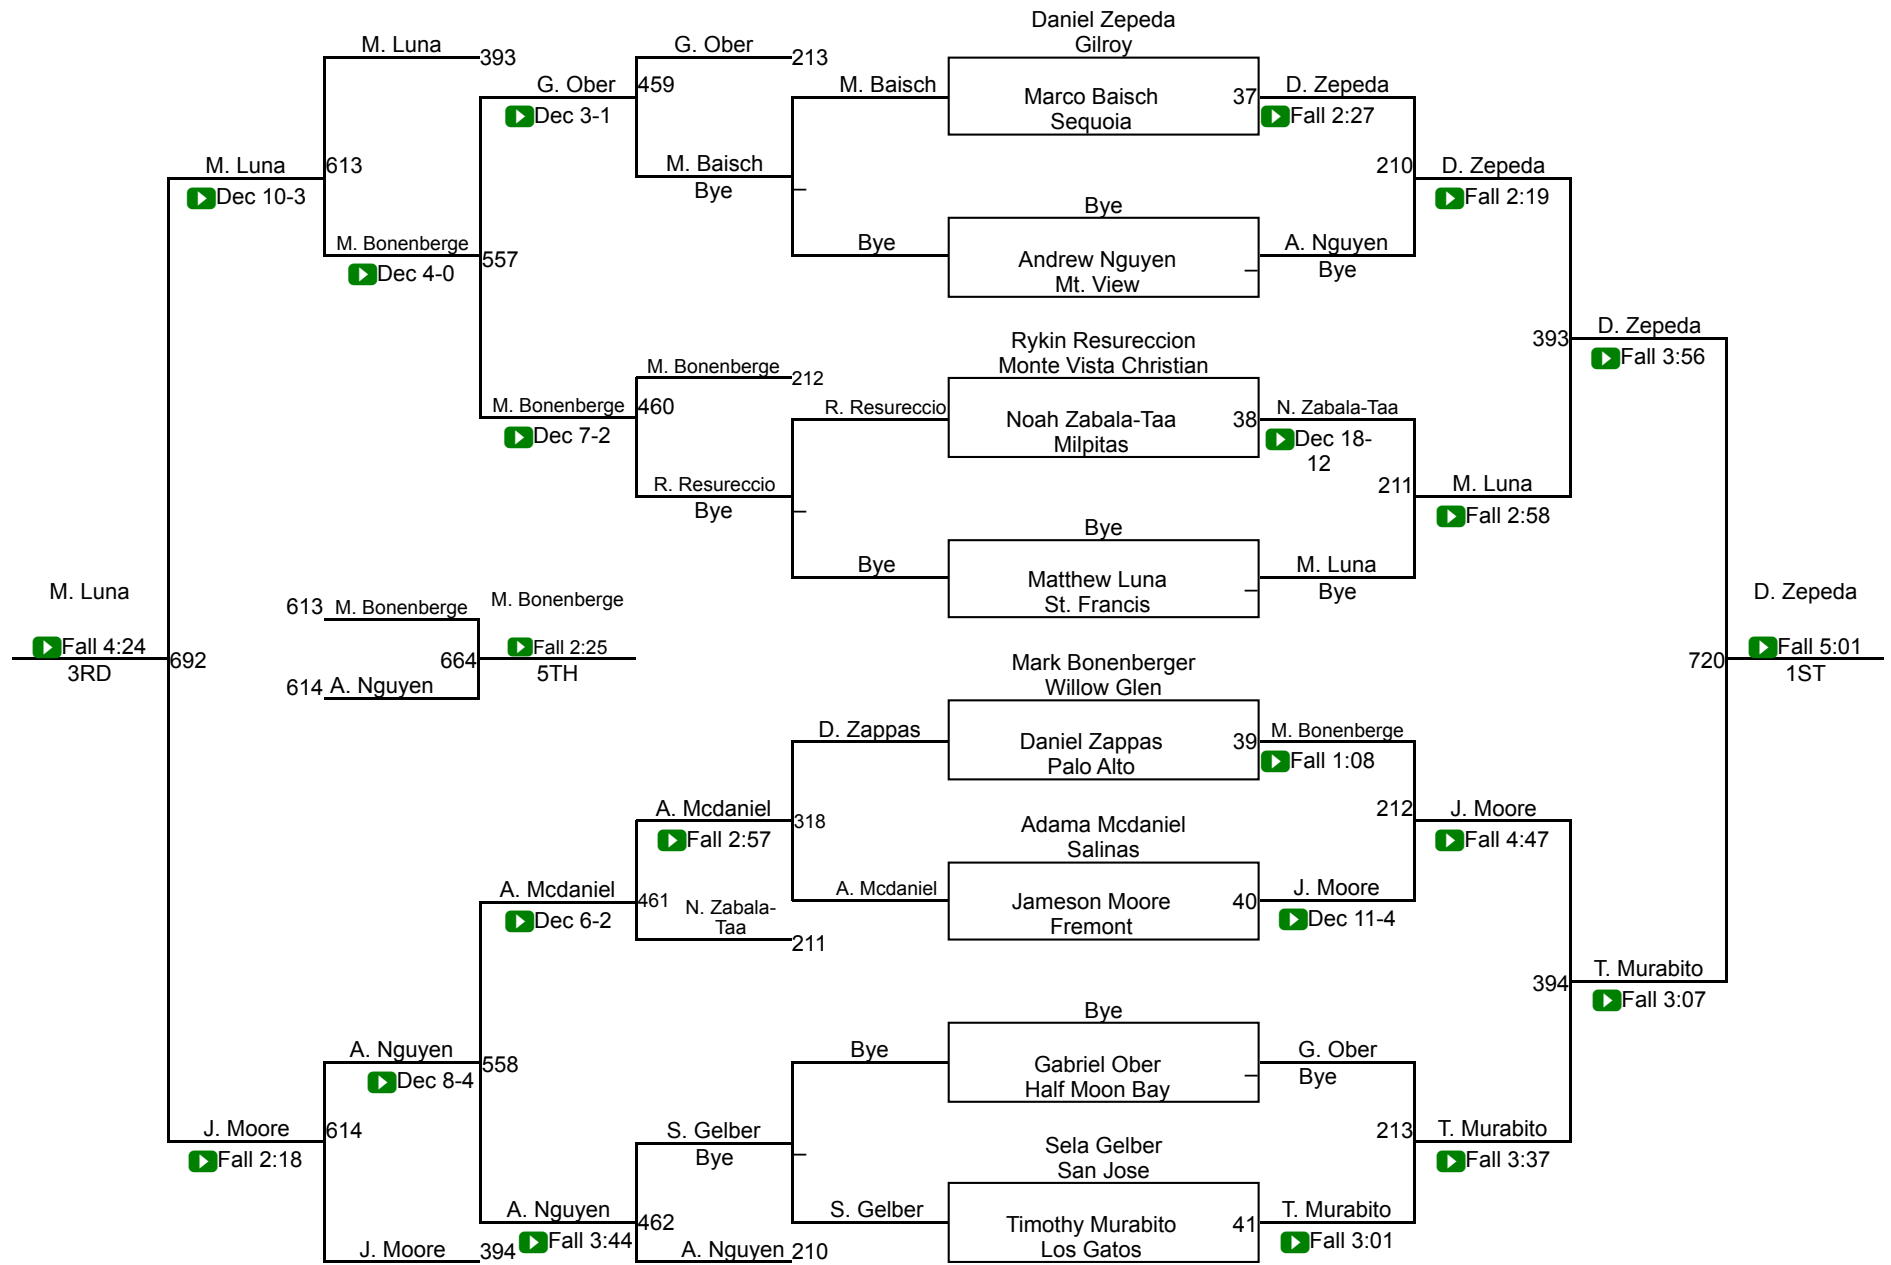 Daniel Zepeda
Gilroy
M. Luna
393
G. Ober
213
G. Ober
459
Dec 3-1
M. Baisch
Marco Baisch
Sequoia
37
D. Zepeda
Fall 2:27
M. Luna
613
Dec 10-3
M. Baisch
Bye
210
D. Zepeda
Fall 2:19
Bye
M. Bonenberge
557
Dec 4-0
Bye
Andrew Nguyen
Mt. View
A. Nguyen
Bye
Rykin Resureccion
Monte Vista Christian
393
D. Zepeda
Fall 3:56
M. Bonenberge
212
M. Bonenberge
460
Dec 7-2
R. Resureccio
Noah Zabala-Taa
Milpitas
38
N. Zabala-Taa
Dec 18-
12
R. Resureccio
Bye
211
M. Luna
Fall 2:58
Bye
Bye
Matthew Luna
St. Francis
M. Luna
Bye
M. Luna
Fall 4:24
3RD
692
613
M. Bonenberge
614
A. Nguyen
664
M. Bonenberge
Fall 2:25
5TH
D. Zepeda
720
Fall 5:01
1ST
Mark Bonenberger
Willow Glen
D. Zappas
Daniel Zappas
Palo Alto
39
M. Bonenberge
Fall 1:08
A. Mcdaniel
318
Fall 2:57
Adama Mcdaniel
Salinas
212
J. Moore
Fall 4:47
A. Mcdaniel
461
Dec 6-2
N. Zabala-
Taa
211
A. Mcdaniel
Jameson Moore
Fremont
40
J. Moore
Dec 11-4
394
T. Murabito
Fall 3:07
Bye
A. Nguyen
558
Dec 8-4
Bye
Gabriel Ober
Half Moon Bay
G. Ober
Bye
J. Moore
614
Fall 2:18
S. Gelber
Bye
Sela Gelber
San Jose
213
T. Murabito
Fall 3:37
A. Nguyen
462
Fall 3:44
S. Gelber
Timothy Murabito
Los Gatos
41
T. Murabito
Fall 3:01
J. Moore
394
A. Nguyen
210